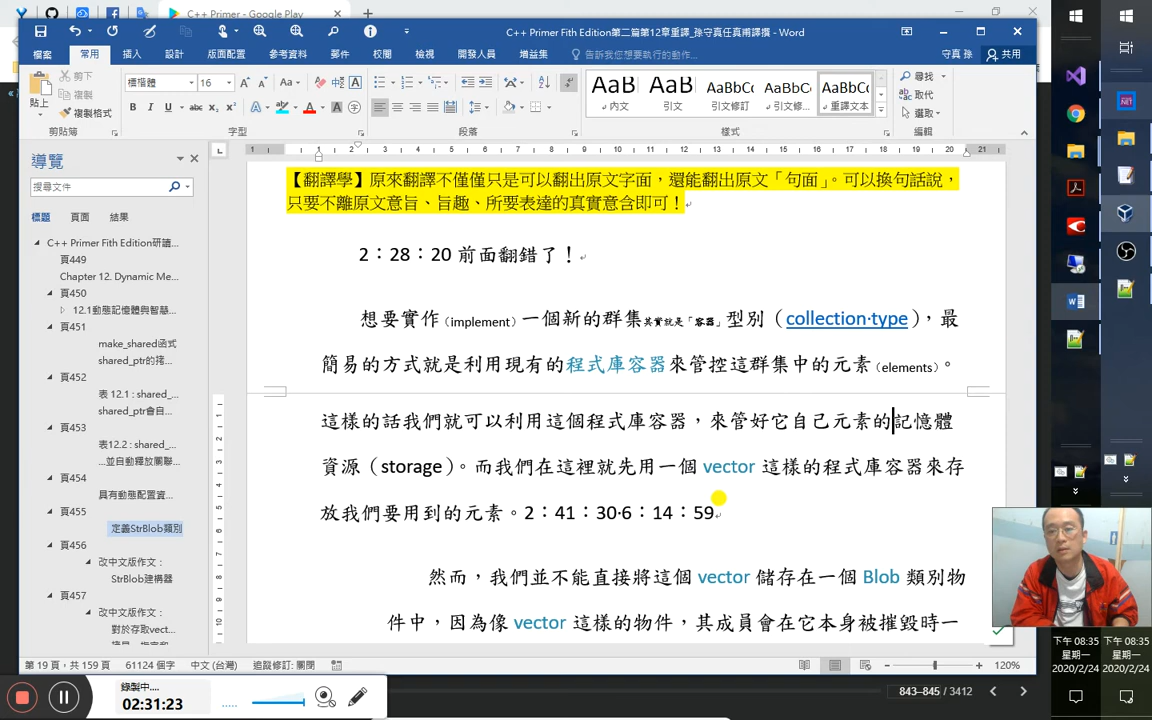 C++ Primer - Google Play
C++ Primer Fith Edition第二篇第12章重譯_孫守真任真甫譯撰 - Word
檔案 常用 插入 設計 版面配置 參考資料 郵件 校閱 檢視 開發人員 增益集 告訴我您想要執行的動作... 守真 孫 共用
貼上 剪下 複製 複製格式
標楷體 16
AaB AaB AaBbCc AaBbC AaBbCc
內文 引文 引文修訂 引文修... 重譯文本
尋找 取代 選取
剪貼簿 字型 段落 樣式 編輯
導覽
搜尋文件
標題 頁面 結果
C++ Primer Fith Edition研讀...
頁449
Chapter 12. Dynamic Me...
頁450
12.1動態記憶體與智慧...
頁451
make_shared函式
shared_ptr的拷...
頁452
表 12.1 : shared_...
shared_ptr會自...
頁453
表12.2 : shared_...
...並自動釋放關聯...
頁454
具有動態配置資...
頁455
定義StrBlob類別
頁456
改中文版作文：
StrBlob建構器
頁457
改中文版作文：
對於存取vect...
【翻譯學】原來翻譯不僅僅只是可以翻出原文字面，還能翻出原文「句面」。可以換句話說，
只要不離原文意旨、旨趣、所要表達的真實意含即可！
2：28：20 前面翻錯了！
想要實作（implement）一個新的群集其實就是「容器」型別（collection·type），最
簡易的方式就是利用現有的程式庫容器來管控這群集中的元素（elements）。
這樣的話我們就可以利用這個程式庫容器，來管好它自己元素的記憶體
資源（storage）。而我們在這裡就先用一個 vector 這樣的程式庫容器來存
放我們要用到的元素。2：41：30·6：14：59
然而，我們並不能直接將這個 vector 儲存在一個 Blob 類別物
件中，因為像 vector 這樣的物件，其成員會在它本身被摧毀時一
第 19 頁，共 159 頁 61124 個字 中文 (台灣) 追蹤修訂: 關閉 120%
錄製中....
02:31:23
843–845 / 3412
下午 08:35 下午 08:35
星期一 星期一
2020/2/24 2020/2/24